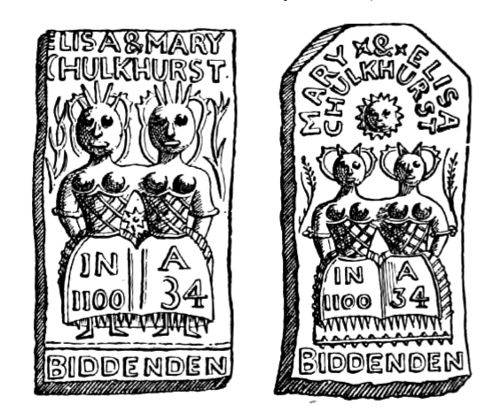 ELISA & MARY
CHULKHURST.
IN A
1100 34
BIDDENDEN
MARY & ELISA
CHULKHURST
IN A
1100 34
BIDDENDEN